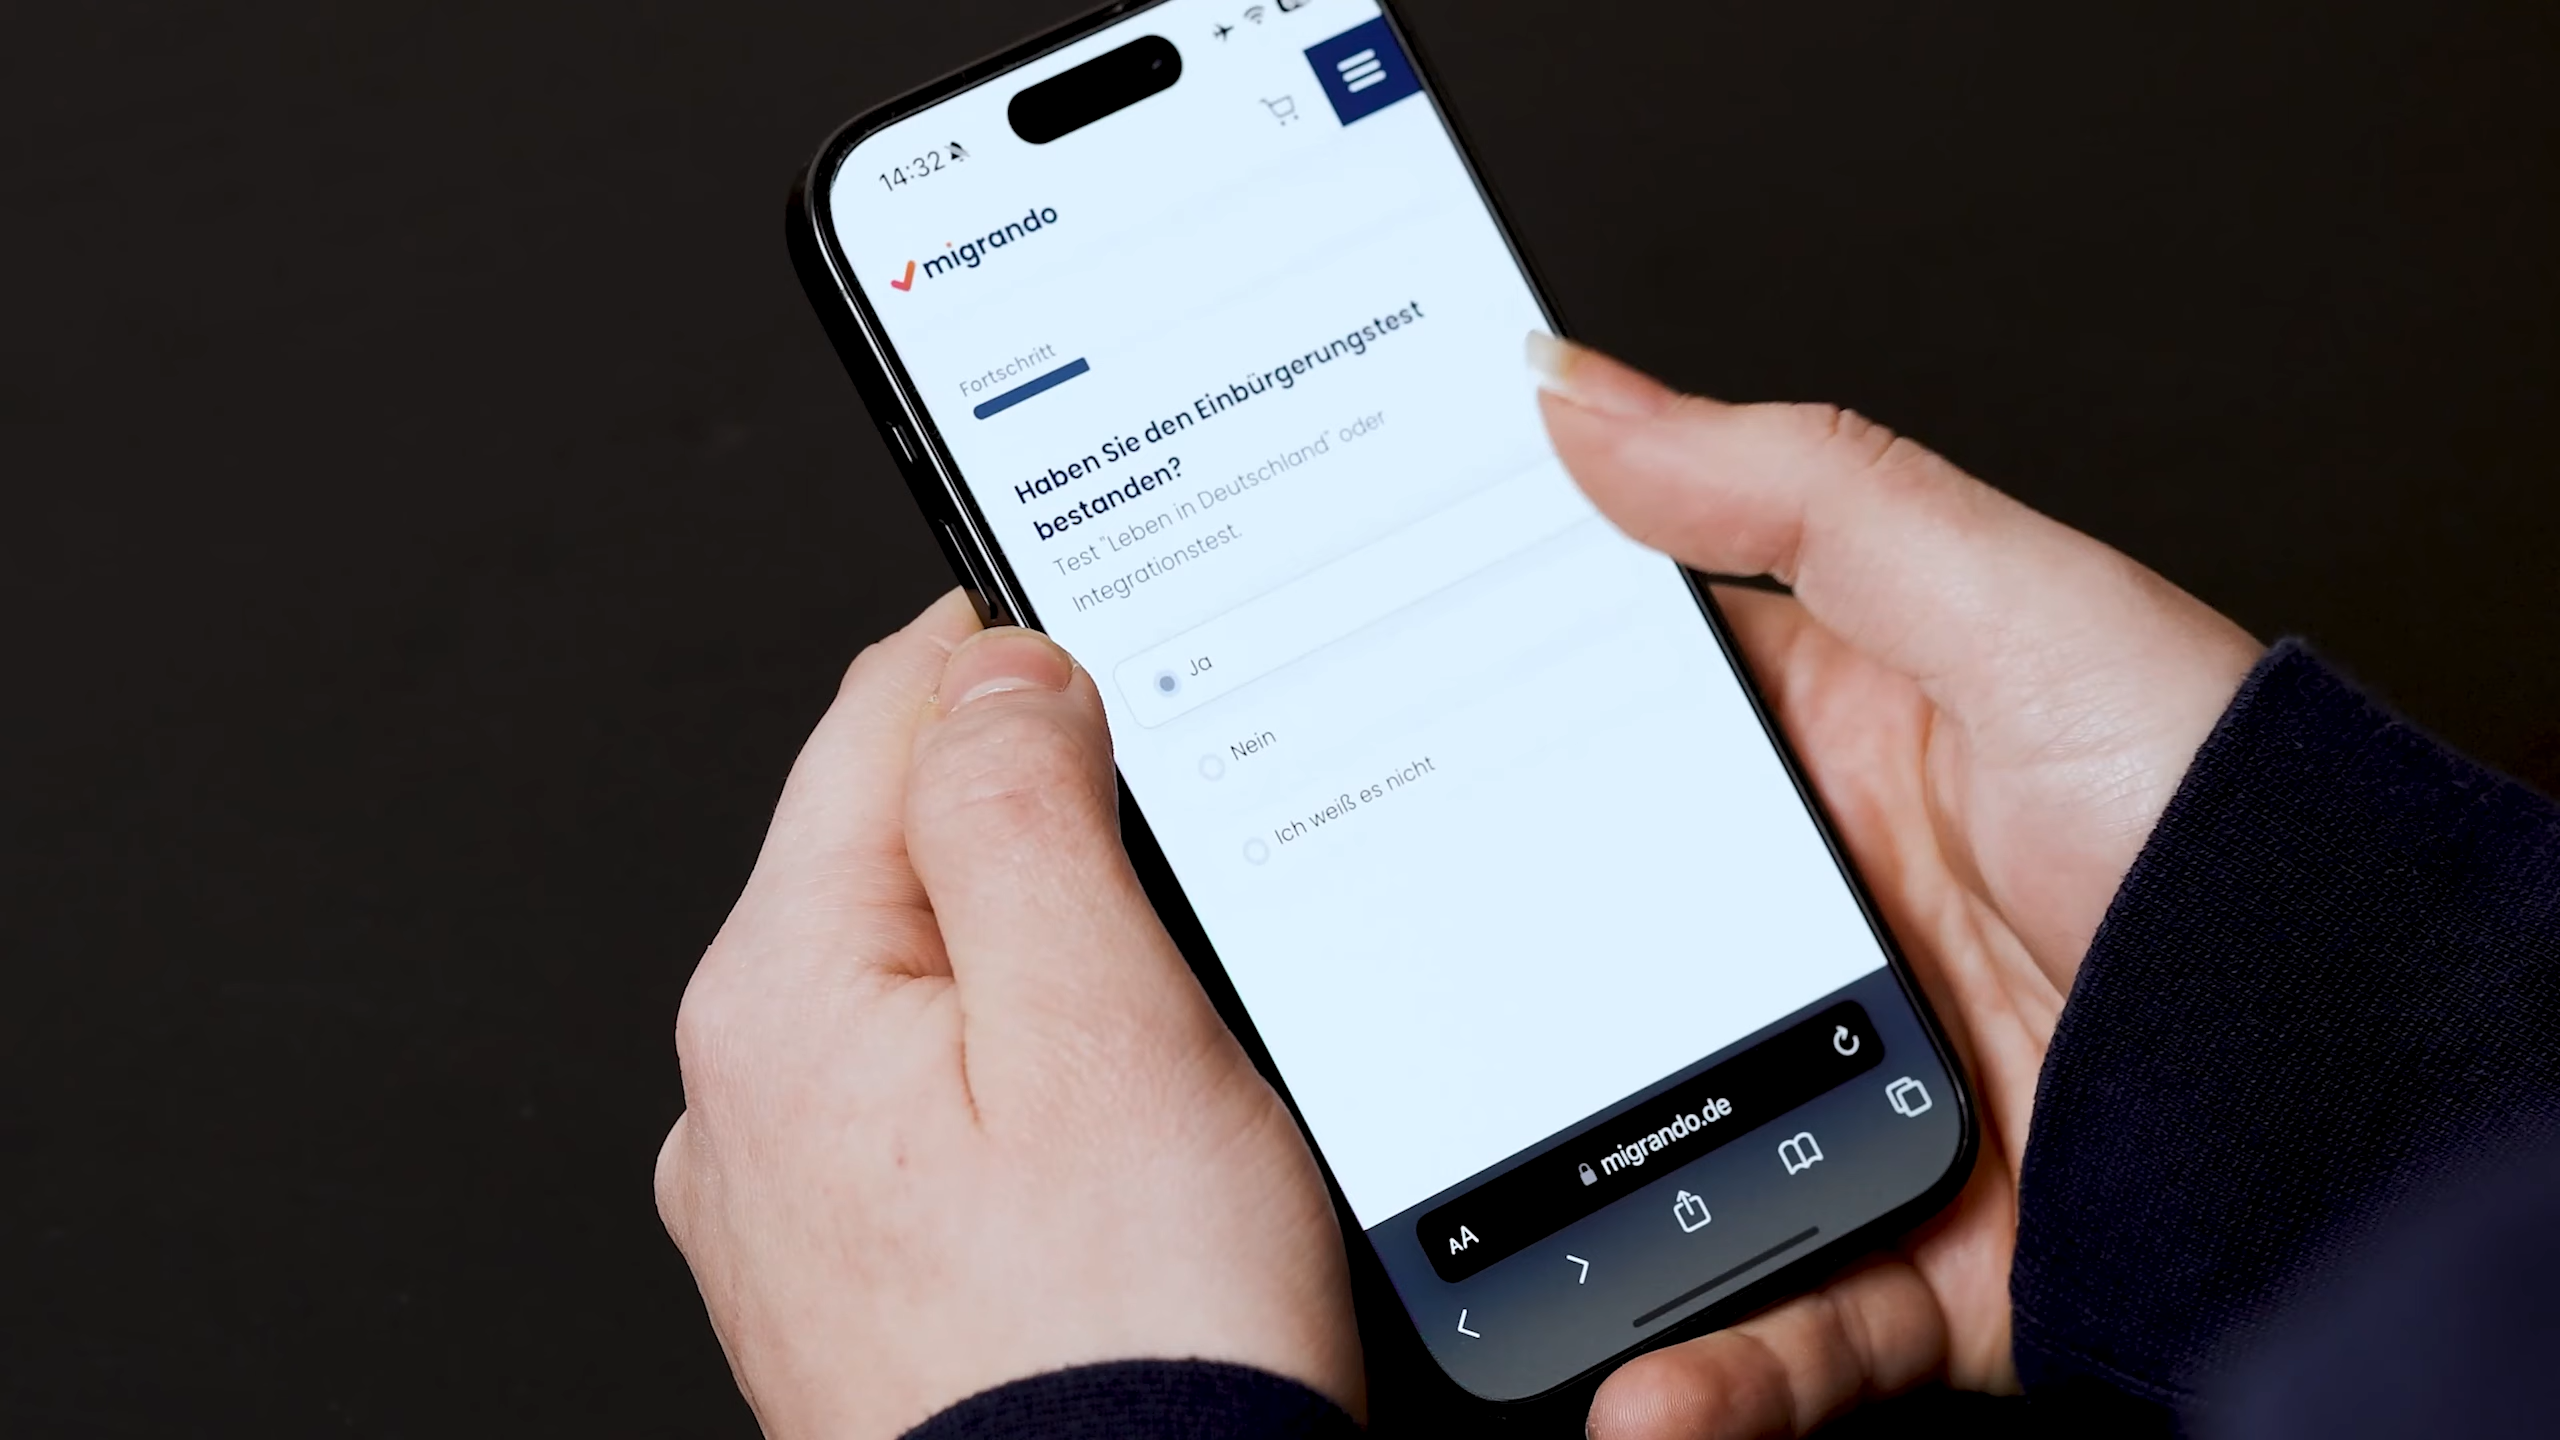 14:32
migrando
Fortschritt
Haben Sie den Einbürgerungstest
bestanden?
Test "Leben in Deutschland" oder
Integrationstest.
Ja
Nein
Ich weiß es nicht
AA migrando.de